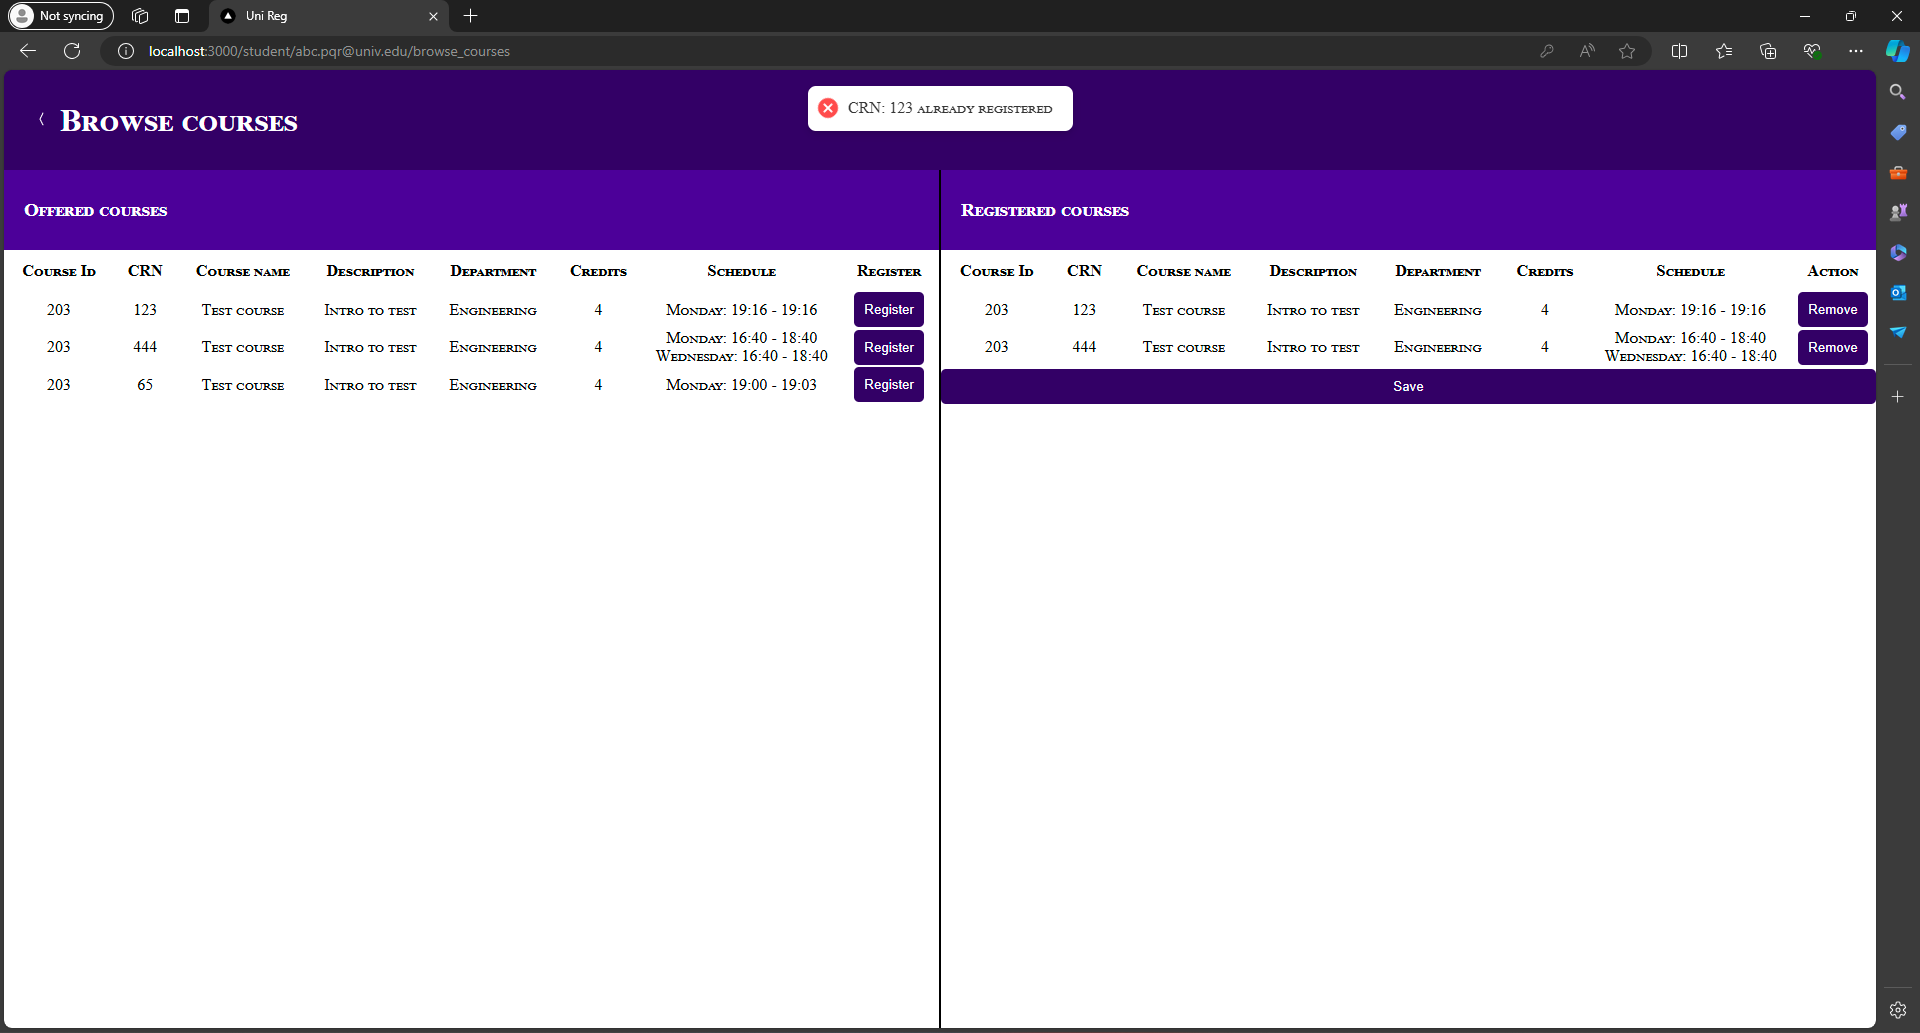 Not syncing
Uni Reg
localhost:3000/student/abc.pqr@univ.edu/browse_courses
Browse courses
CRN: 123 already registered
Offered courses
Course Id CRN Course name Description Department Credits Schedule Register
203 123 Test course Intro to test Engineering 4 Monday: 19:16 - 19:16 Register
203 444 Test course Intro to test Engineering 4 Monday: 16:40 - 18:40 Register
Wednesday: 16:40 - 18:40
203 65 Test course Intro to test Engineering 4 Monday: 19:00 - 19:03 Register
Registered courses
Course Id CRN Course name Description Department Credits Schedule Action
203 123 Test course Intro to test Engineering 4 Monday: 19:16 - 19:16 Remove
203 444 Test course Intro to test Engineering 4 Monday: 16:40 - 18:40 Remove
Wednesday: 16:40 - 18:40
Save